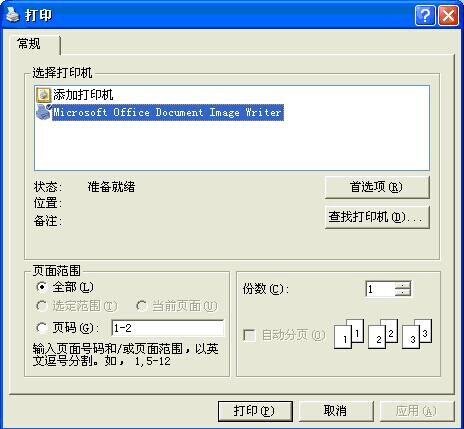 打印
常规
选择打印机
添加打印机
Microsoft Office Document Image Writer
状态: 准备就绪
首选项(R)
位置:
查找打印机(D)...
备注:
页面范围
全部(L)
选定范围(T) 当前页面(U)
页码(G): 1-2
输入页面号码和/或页面范围，以英
文逗号分割。如，1,5-12
份数(C): 1
自动分页(O)
1 1 2 2 3 3
打印(P) 取消 应用(A)